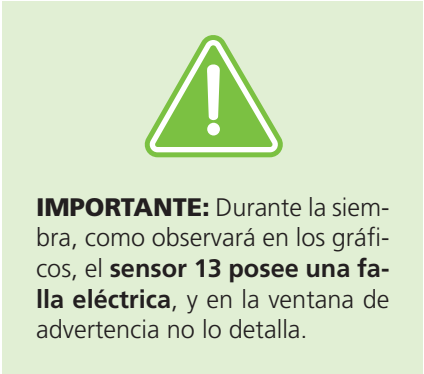 IMPORTANTE: Durante la siem-
bra, como observará en los gráfi-
cos, el sensor 13 posee una fa-
lla eléctrica, y en la ventana de
advertencia no lo detalla.